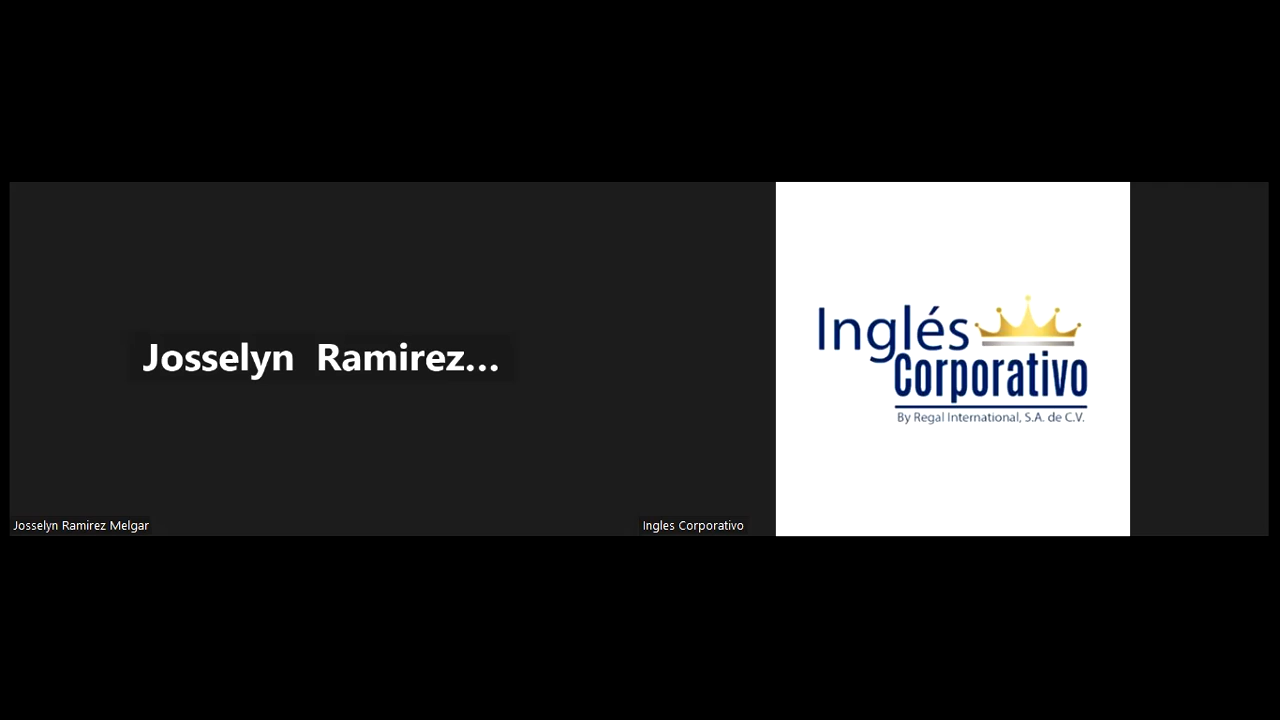 Josselyn Ramirez...
Josselyn Ramirez Melgar
Ingles Corporativo
Inglés
Corporativo
By Regal International, S.A. de C.V.